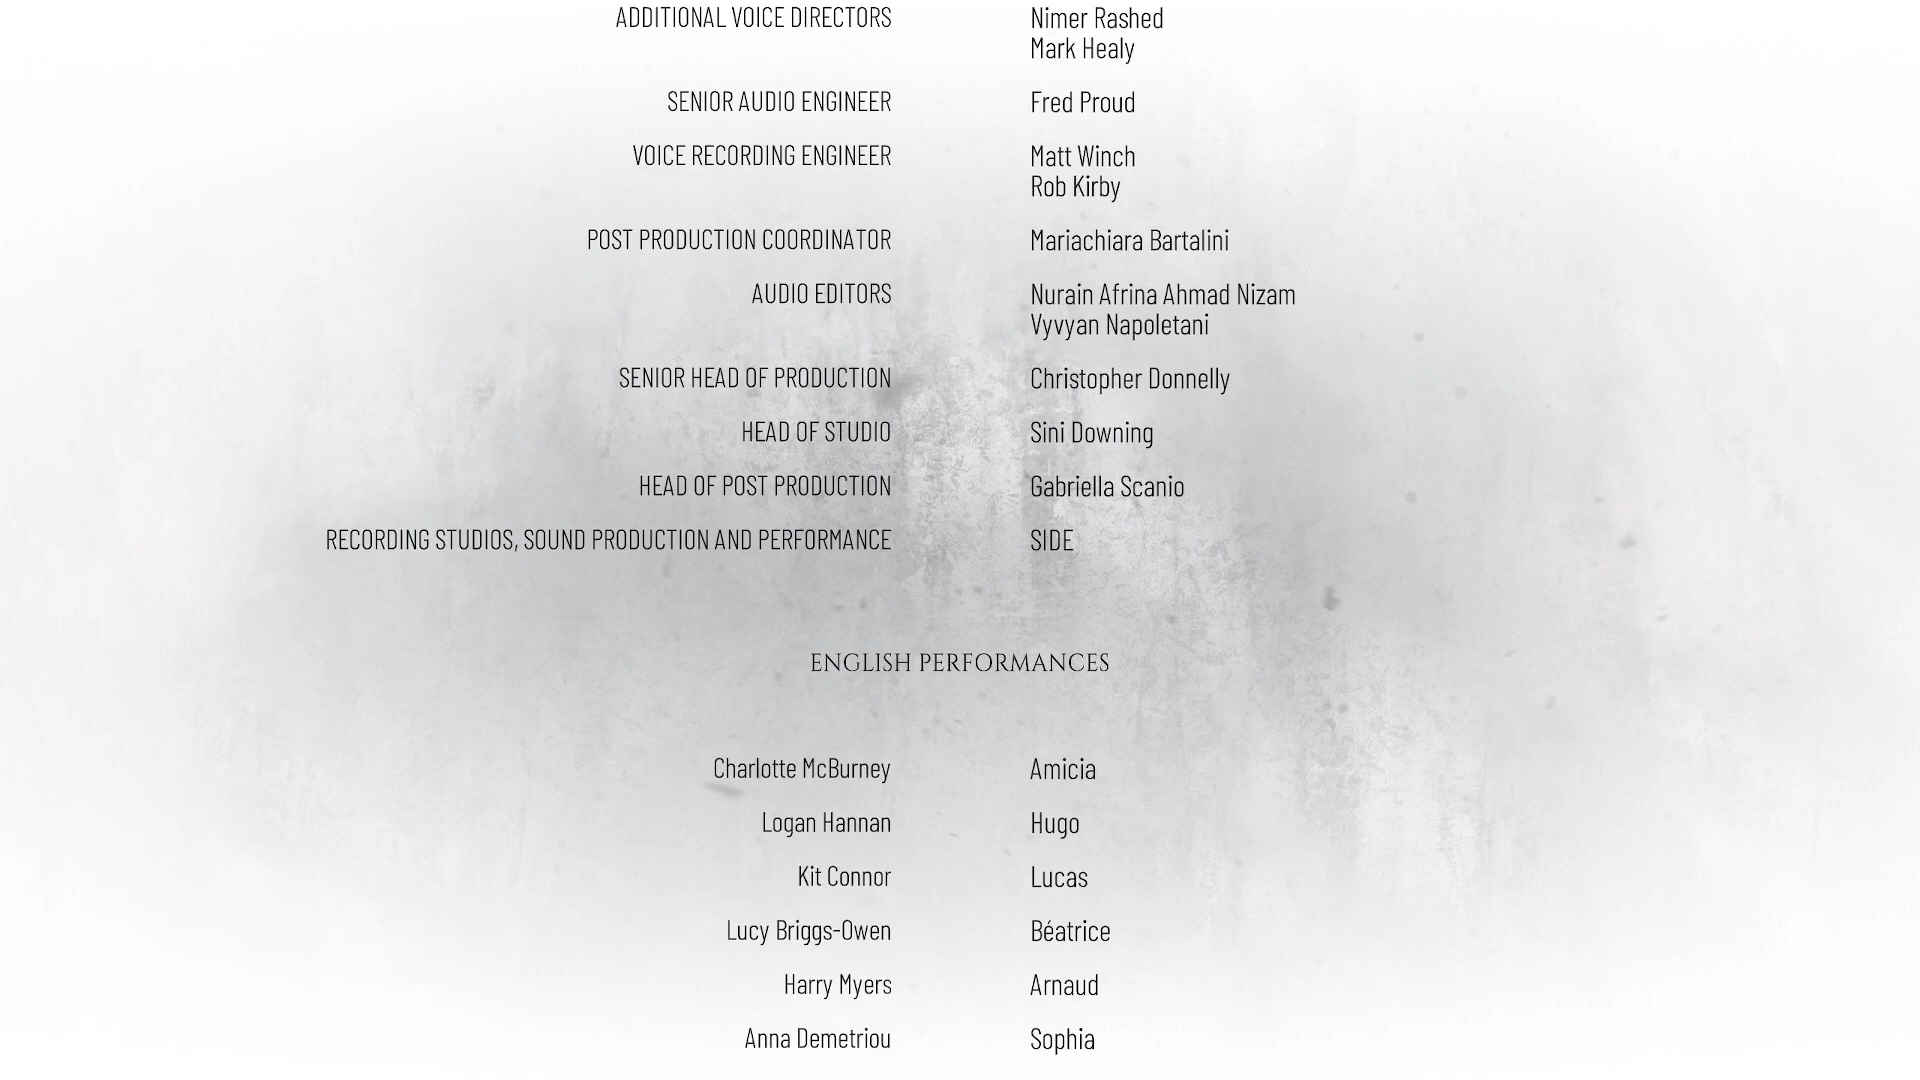 ADDITIONAL VOICE DIRECTORS Nimer Rashed
Mark Healy
SENIOR AUDIO ENGINEER Fred Proud
VOICE RECORDING ENGINEER Matt Winch
Rob Kirby
POST PRODUCTION COORDINATOR Mariachiara Bartalini
AUDIO EDITORS Nurain Afrina Ahmad Nizam
Vyvyan Napoletani
SENIOR HEAD OF PRODUCTION Christopher Donnelly
HEAD OF STUDIO Sini Downing
HEAD OF POST PRODUCTION Gabriella Scanio
RECORDING STUDIOS, SOUND PRODUCTION AND PERFORMANCE SIDE
ENGLISH PERFORMANCES
Charlotte McBurney Amicia
Logan Hannan Hugo
Kit Connor Lucas
Lucy Briggs-Owen Béatrice
Harry Myers Arnaud
Anna Demetriou Sophia